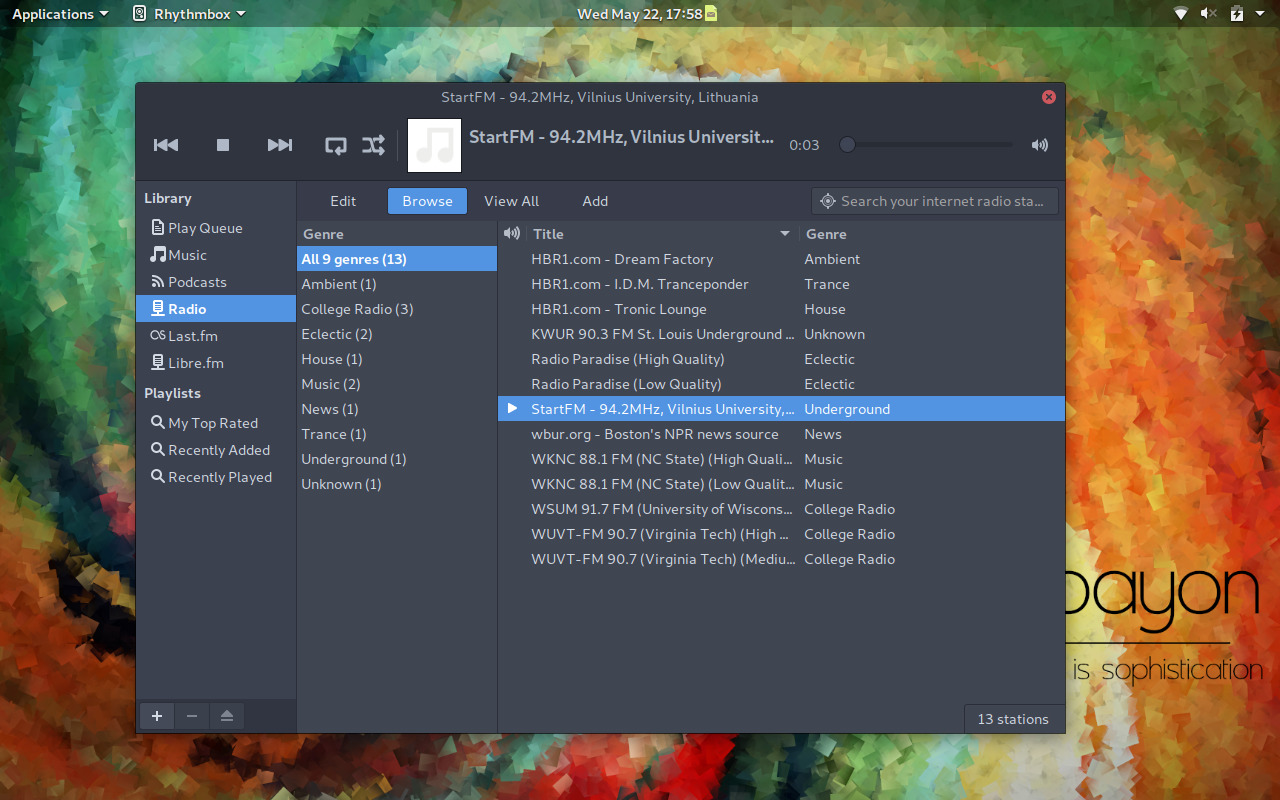 Applications Rhythmbox Wed May 22, 17:58
StartFM - 94.2MHz, Vilnius University, Lithuania
StartFM - 94.2MHz, Vilnius Universit... 0:03
Library
Play Queue
Music
Podcasts
Radio
Last.fm
Libre.fm
Playlists
My Top Rated
Recently Added
Recently Played
Edit Browse View All Add Search your internet radio sta...
Genre
All 9 genres (13)
Ambient (1)
College Radio (3)
Eclectic (2)
House (1)
Music (2)
News (1)
Trance (1)
Underground (1)
Unknown (1)
Title Genre
HBR1.com - Dream Factory Ambient
HBR1.com - I.D.M. Tranceponder Trance
HBR1.com - Tronic Lounge House
KWUR 90.3 FM St. Louis Underground ... Unknown
Radio Paradise (High Quality) Eclectic
Radio Paradise (Low Quality) Eclectic
StartFM - 94.2MHz, Vilnius University,... Underground
wbur.org - Boston's NPR news source News
WKNC 88.1 FM (NC State) (High Quali... Music
WKNC 88.1 FM (NC State) (Low Qualit... Music
WSUM 91.7 FM (University of Wiscons... College Radio
WUVT-FM 90.7 (Virginia Tech) (High ... College Radio
WUVT-FM 90.7 (Virginia Tech) (Mediu... College Radio
13 stations
bayon
is sophistication